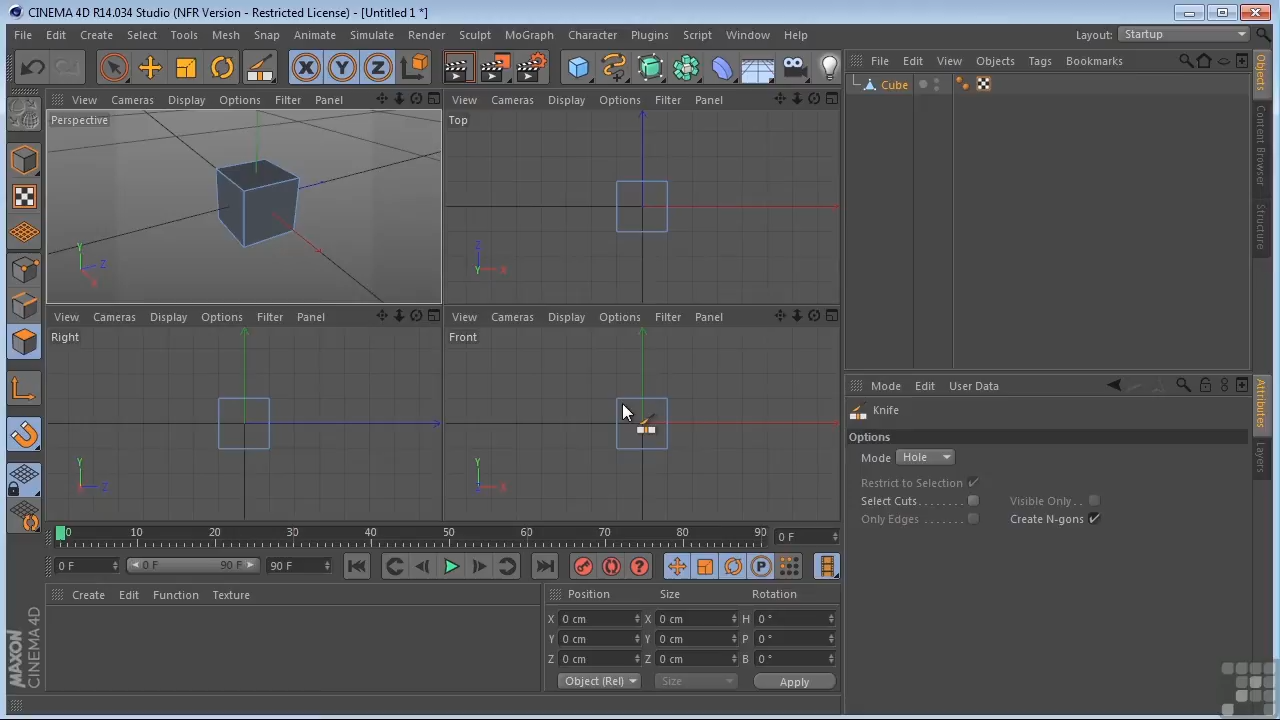 CINEMA 4D R14.034 Studio (NFR Version - Restricted License) - [Untitled 1 *]
File Edit Create Select Tools Mesh Snap Animate Simulate Render Sculpt MoGraph Character Plugins Script Window Help Layout: Startup
View Cameras Display Options Filter Panel
View Cameras Display Options Filter Panel
File Edit View Objects Tags Bookmarks
Cube
Perspective
Y
Z
X
Top
Z
Y X
View Cameras Display Options Filter Panel
View Cameras Display Options Filter Panel
Right
Y
X Z
Front
Y
Z X
Objects
Content Browser
Structure
Mode Edit User Data
Knife
Options
Mode Hole
Restrict to Selection
Select Cuts Visible Only
Only Edges Create N-gons
Attributes
Layers
0 10 20 30 40 50 60 70 80 90 0 F
0 F 0 F 90 F 90 F
Create Edit Function Texture
Position Size Rotation
X 0 cm X 0 cm H 0 °
Y 0 cm Y 0 cm P 0 °
Z 0 cm Z 0 cm B 0 °
Object (Rel) Size Apply
MAXON
CINEMA 4D